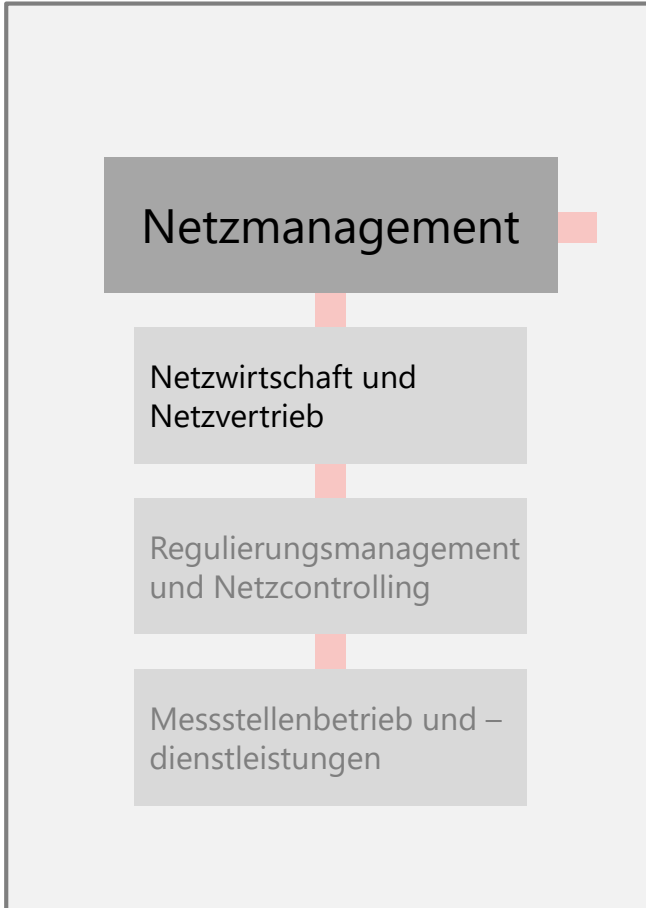 Netzmanagement
Netzwirtschaft und
Netzvertrieb
Regulierungsmanagement
und Netzcontrolling
Messstellenbetrieb und –
dienstleistungen